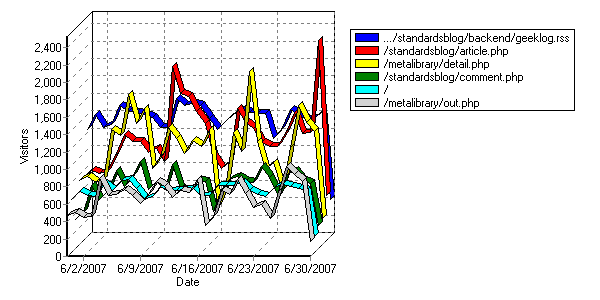 2,400
2,200
2,000
1,800
1,600
1,400
1,200
1,000
800
600
400
200
0
Visitors
6/2/2007 6/9/2007 6/16/2007 6/23/2007 6/30/2007
Date
.../standardsblog/backend/geeklog.rss
/standardsblog/article.php
/metalibrary/detail.php
/standardsblog/comment.php
/
/metalibrary/out.php